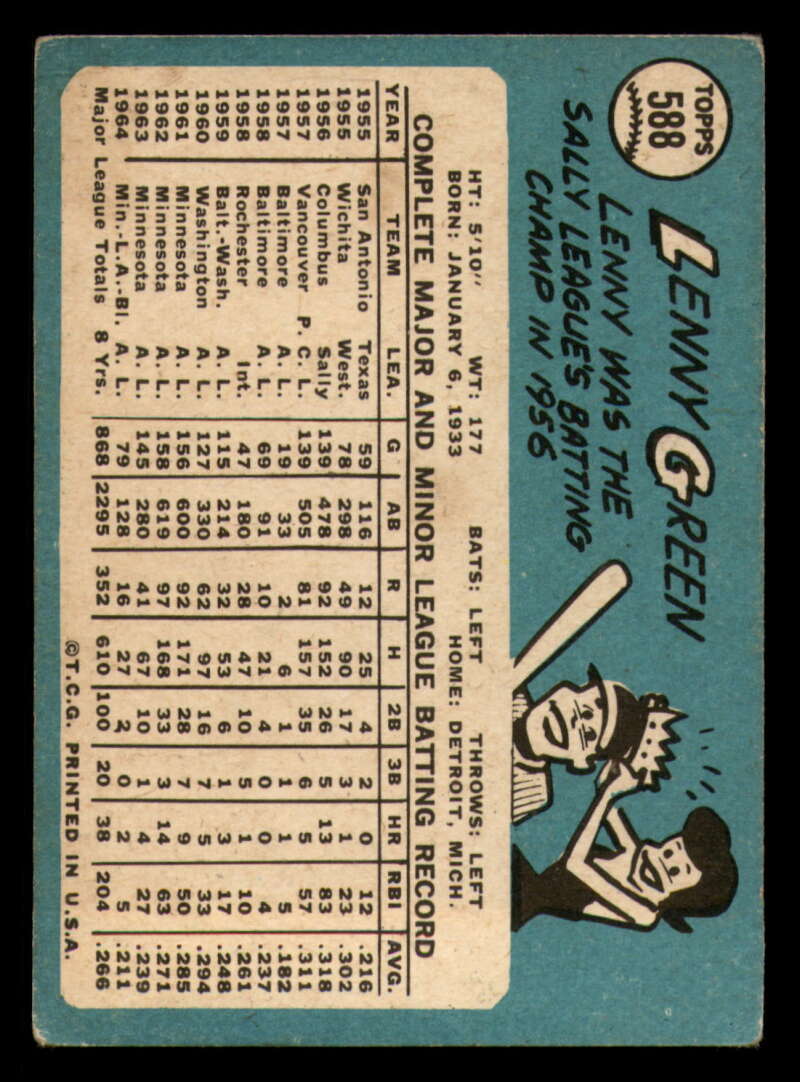 TOPPS
588
LENNY GREEN
LENNY WAS THE
SALLY LEAGUE'S BATTING
CHAMP IN 1956
HT: 5'10" WT: 177 BATS: LEFT THROWS: LEFT
BORN: JANUARY 6, 1933 HOME: DETROIT, MICH.
COMPLETE MAJOR AND MINOR LEAGUE BATTING RECORD
YEAR TEAM LEA. G AB R H 2B 3B HR RBI AVG.
1955 San Antonio Texas 59 116 12 25 4 2 0 12 .216
1955 Wichita West. 78 298 49 90 17 3 1 23 .302
1956 Columbus Sally 139 478 92 152 26 5 13 83 .318
1957 Vancouver P. C. L. 139 505 81 157 35 5 6 57 .311
1957 Baltimore A. L. 19 33 2 6 1 1 1 5 .182
1958 Baltimore A. L. 69 91 10 21 4 0 0 4 .237
1958 Rochester Int. 47 180 28 47 10 5 1 10 .261
1959 Balt.-Wash. A. L. 115 214 32 53 6 1 3 17 .248
1960 Washington A. L. 127 330 62 97 16 7 5 33 .294
1961 Minnesota A. L. 156 600 92 171 28 7 9 50 .285
1962 Minnesota A. L. 158 619 97 168 33 3 14 63 .271
1963 Minnesota A. L. 145 280 41 67 10 1 4 27 .239
1964 Min.-L.A.-Bl. A. L. 79 128 16 27 2 0 2 5 .211
Major League Totals 8 Yrs. 868 2295 352 610 100 20 38 204 .266
©T.C.G. PRINTED IN U.S.A.